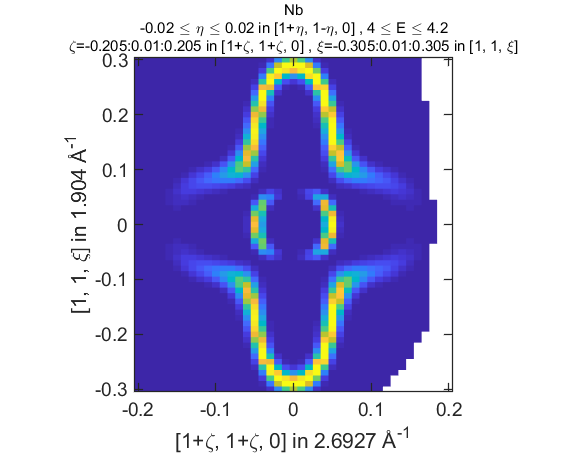 Nb
-0.02 ≤ η ≤ 0.02 in [1+η, 1-η, 0] , 4 ≤ E ≤ 4.2
ζ=-0.205:0.01:0.205 in [1+ζ, 1+ζ, 0] , ξ=-0.305:0.01:0.305 in [1, 1, ξ]
0.3
0.2
0.1
0
-0.1
-0.2
-0.3
[1, 1, ξ] in 1.904 Å⁻¹
-0.2 -0.1 0 0.1 0.2
[1+ζ, 1+ζ, 0] in 2.6927 Å⁻¹